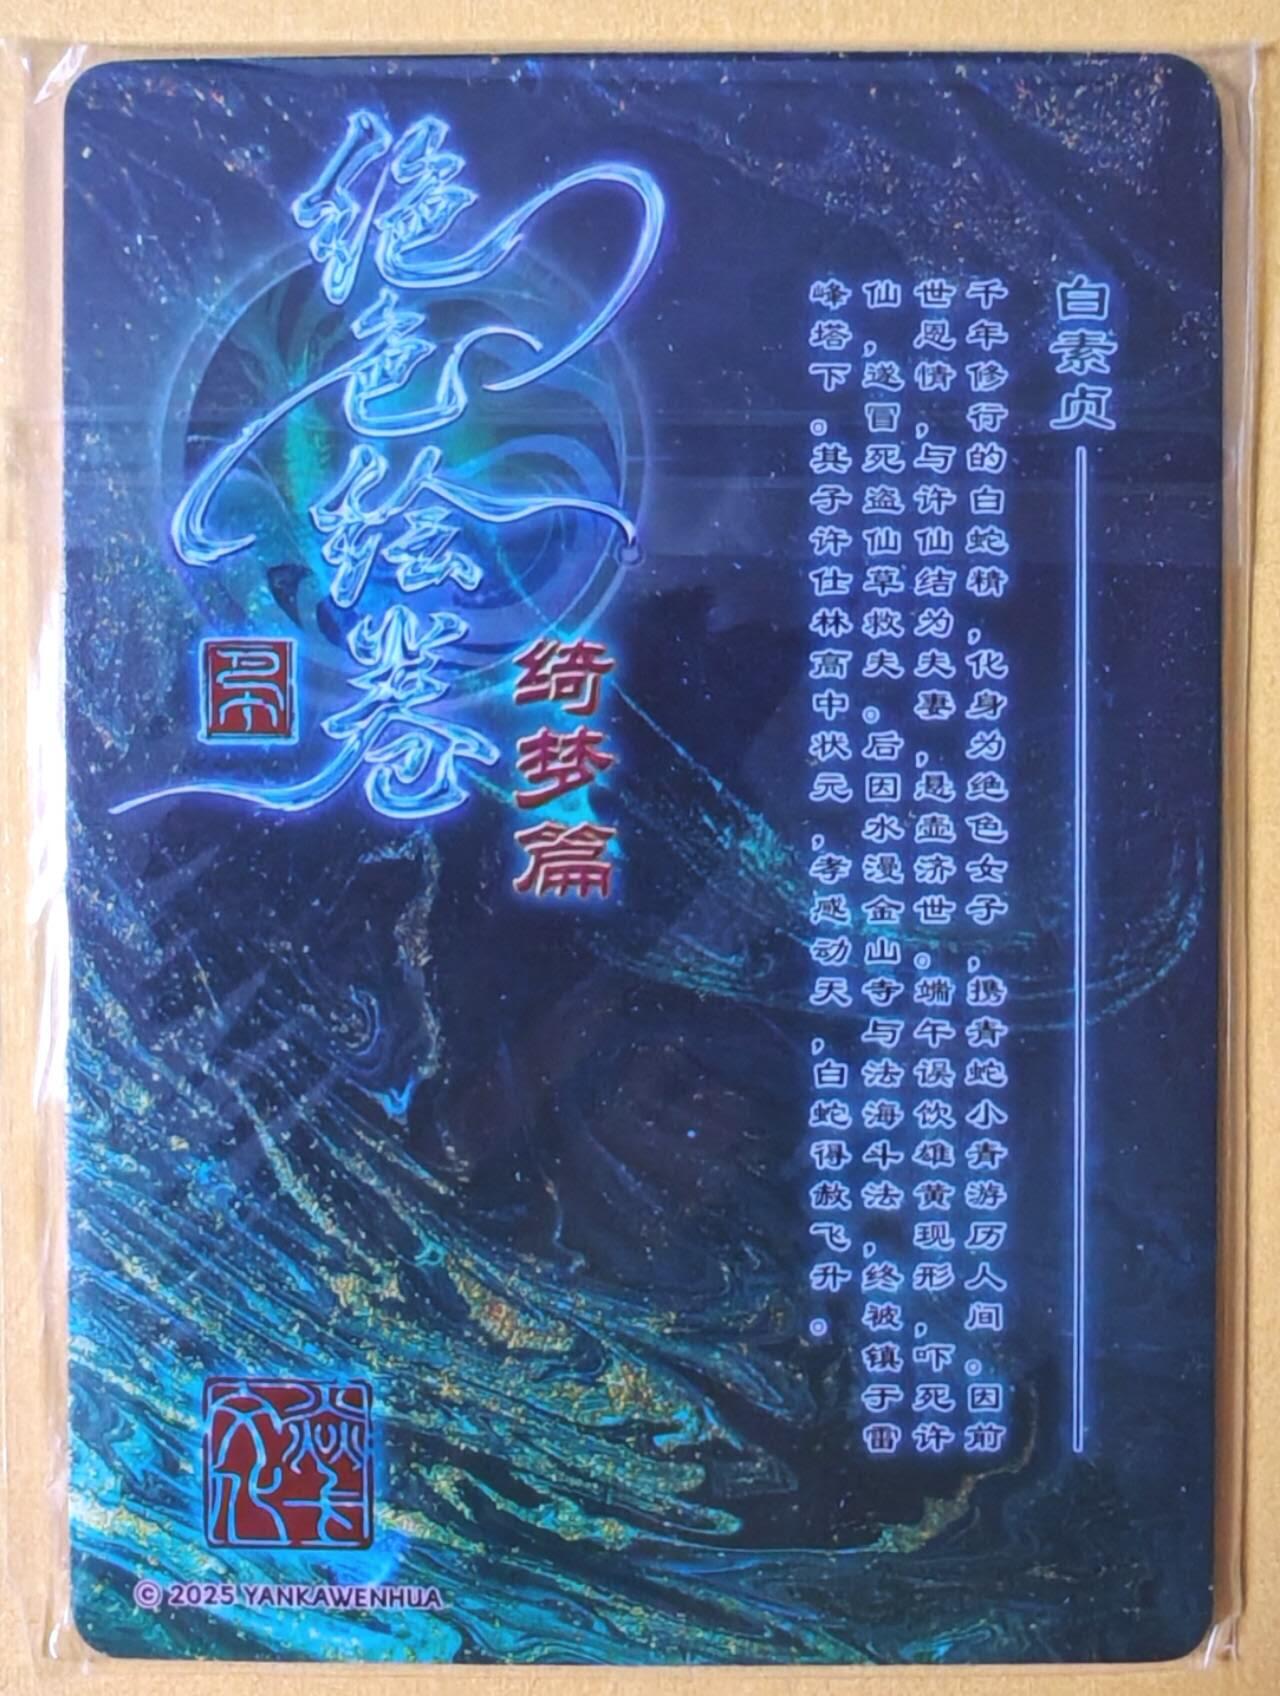 白素贞
千年修行的白蛇精，化身为绝色女子，携青蛇小青游历人间。因前
世恩情，与许仙结为夫妻，悬壶济世。端午误饮雄黄现形，吓死许
仙，遂冒死盗仙草救夫。后因水漫金山寺与法海斗法，终被镇于雷
峰塔下。其子许仕林高中状元，孝感动天，白蛇得赦飞升。
绝色绘卷
绮梦篇
焱卡
文化
© 2025 YANKAWENHUA